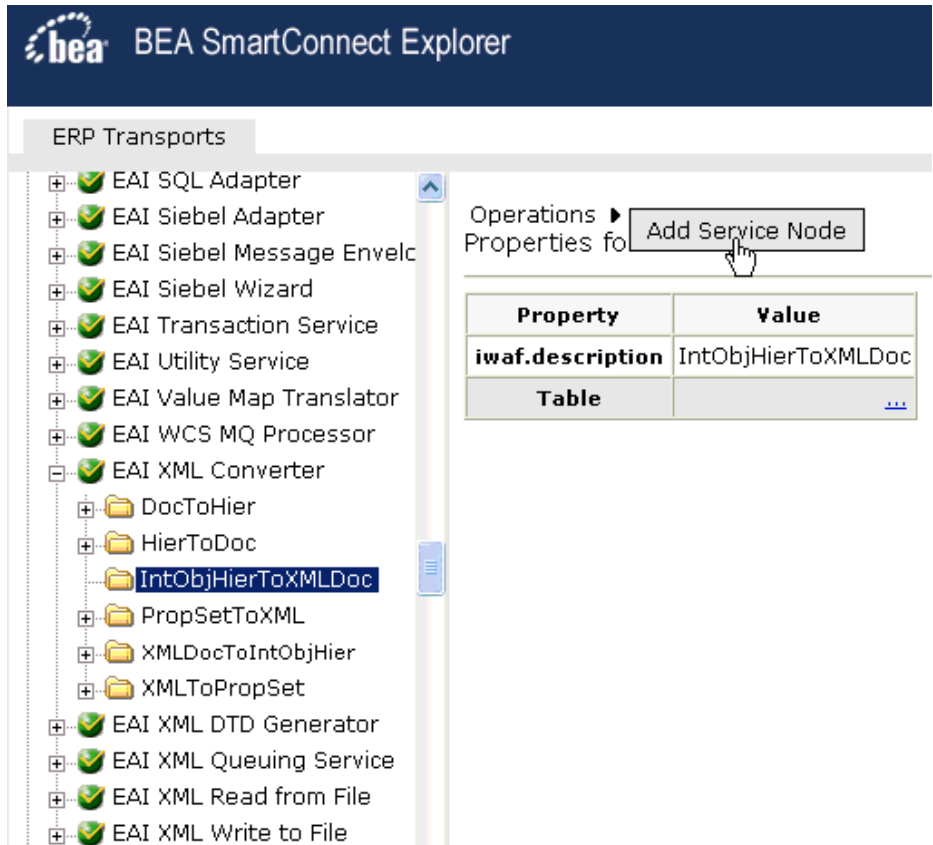 bea BEA SmartConnect Explorer
ERP Transports
EAI SQL Adapter
EAI Siebel Adapter
EAI Siebel Message Envelo
EAI Siebel Wizard
EAI Transaction Service
EAI Utility Service
EAI Value Map Translator
EAI WCS MQ Processor
EAI XML Converter
DocToHier
HierToDoc
IntObjHierToXMLDoc
PropSetToXML
XMLDocToIntObjHier
XMLToPropSet
EAI XML DTD Generator
EAI XML Queuing Service
EAI XML Read from File
EAI XML Write to File
Operations
Add Service Node
Properties fo
Property Value
iwaf.description IntObjHierToXMLDoc
Table ...